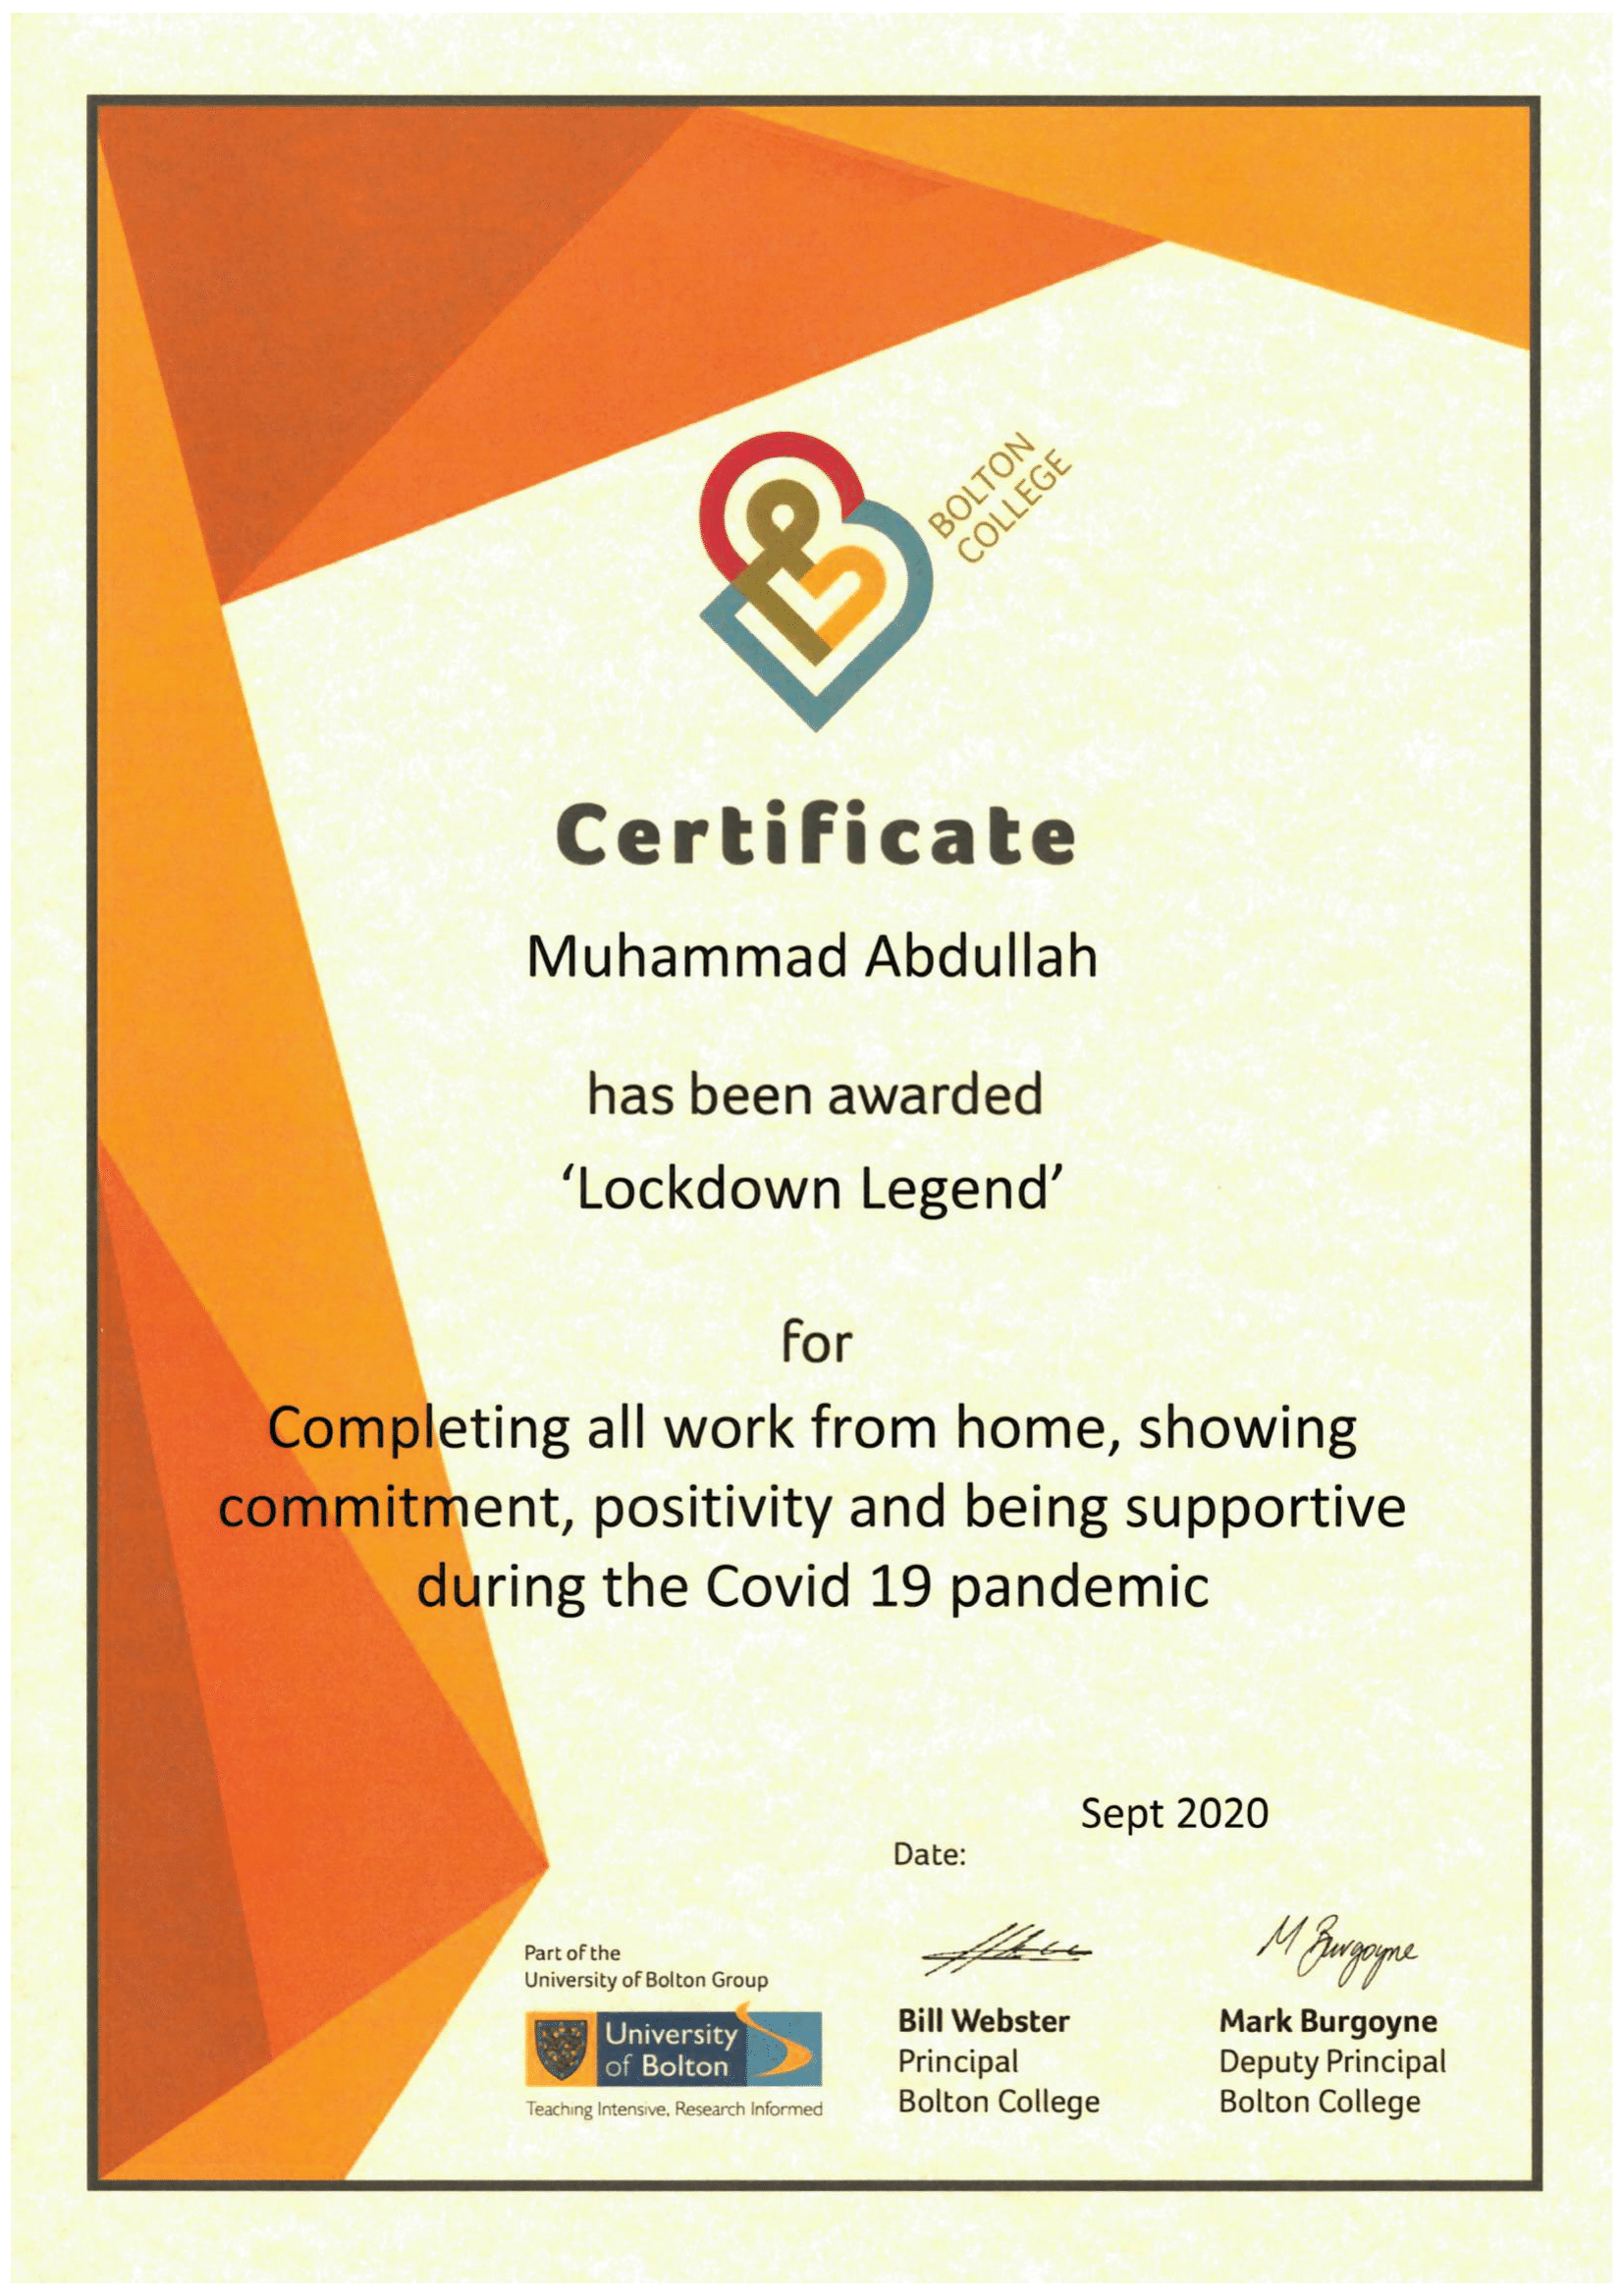 BOLTON
COLLEGE
Certificate
Muhammad Abdullah
has been awarded
‘Lockdown Legend’
for
Completing all work from home, showing
commitment, positivity and being supportive
during the Covid 19 pandemic
Sept 2020
Date:
Part of the
University of Bolton Group
University
of Bolton
Teaching Intensive, Research Informed
M Burgoyne
Bill Webster
Principal
Bolton College
Mark Burgoyne
Deputy Principal
Bolton College